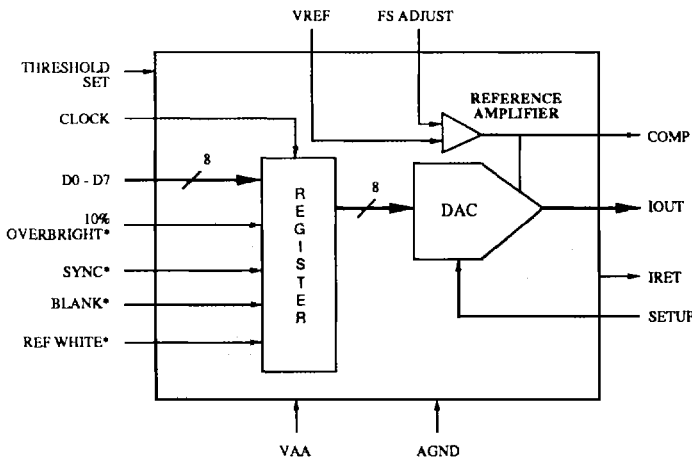 VREF
FS ADJUST
THRESHOLD
SET
REFERENCE
AMPLIFIER
CLOCK
COMP
8
D0 - D7
8
REGISTER
DAC
IOUT
10%
OVERBRIGHT*
SYNC*
IRET
BLANK*
SETUP
REF WHITE*
VAA
AGND